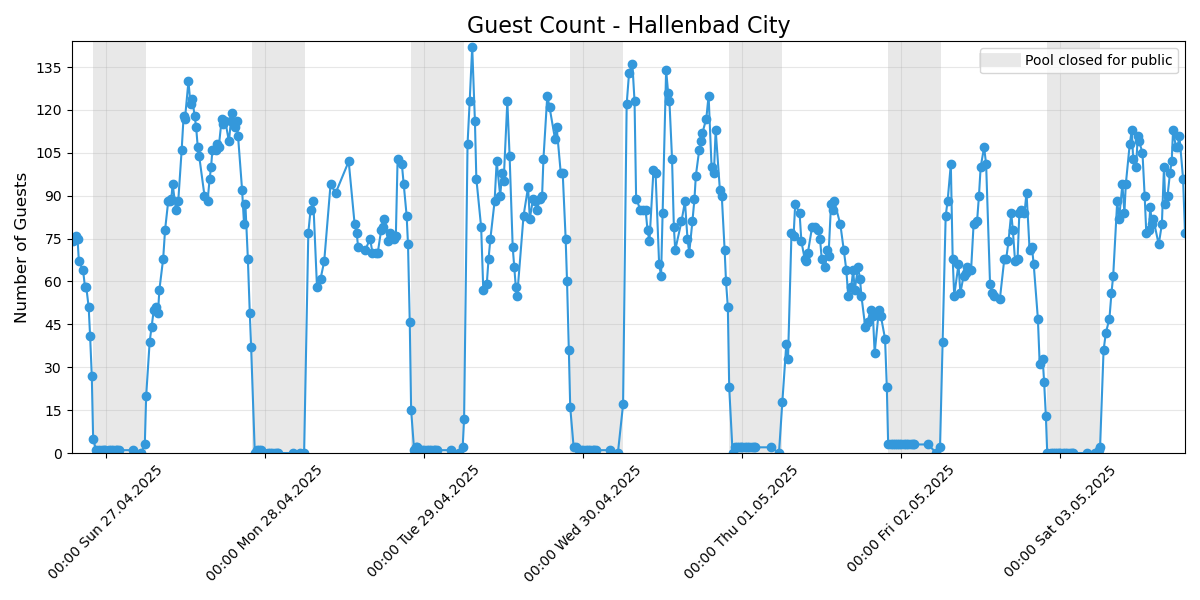 Guest Count - Hallenbad City
Pool closed for public
Number of Guests
135
120
105
90
75
60
45
30
15
0
00:00 Sun 27.04.2025
00:00 Mon 28.04.2025
00:00 Tue 29.04.2025
00:00 Wed 30.04.2025
00:00 Thu 01.05.2025
00:00 Fri 02.05.2025
00:00 Sat 03.05.2025